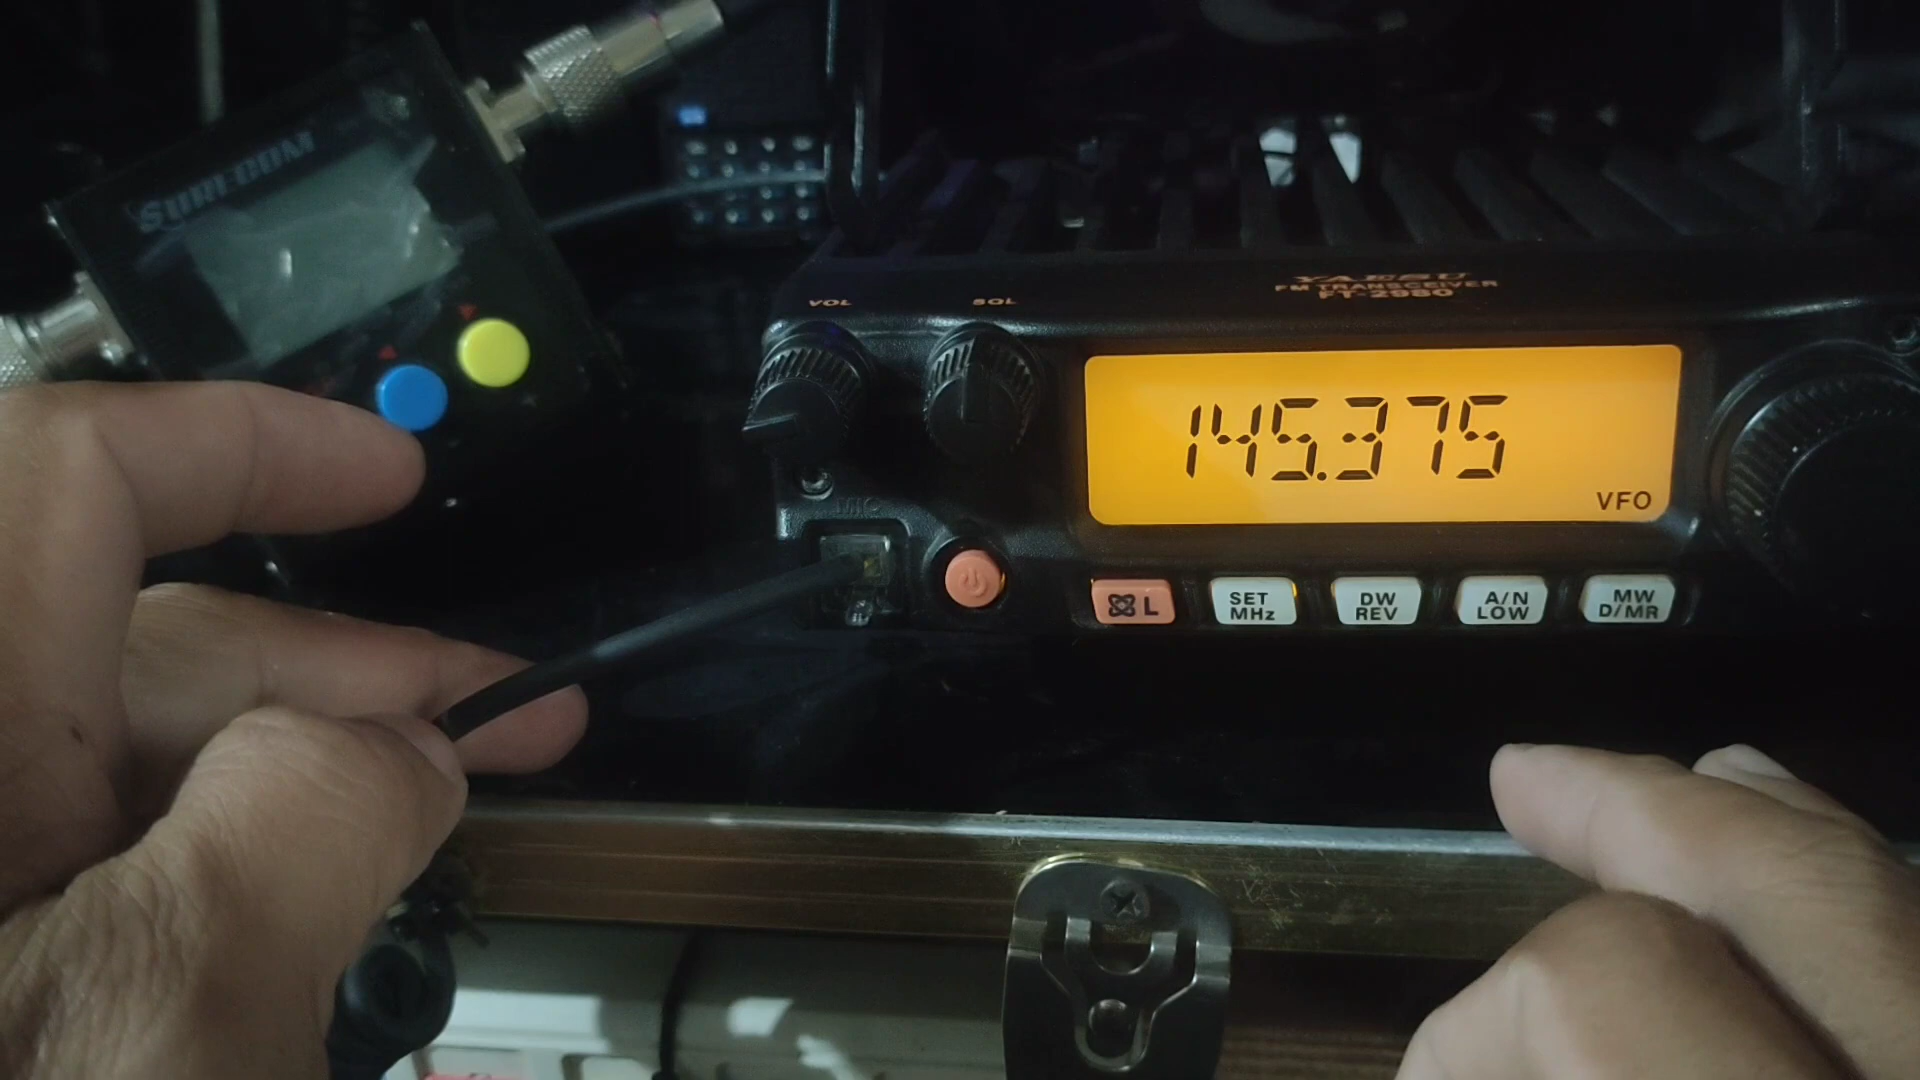 SURECOM
YAESU
FM TRANSCEIVER
FT-2980
VOL
SQL
145.375
VFO
MIC
L
SET
MHz
DW
REV
A/N
LOW
MW
D/MR